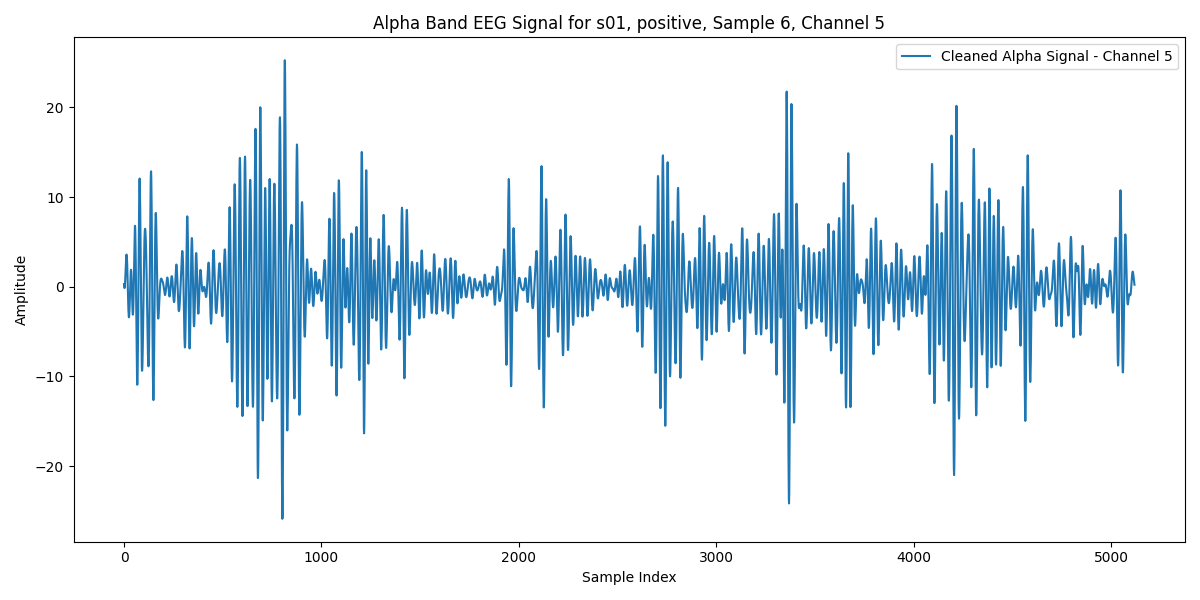 Alpha Band EEG Signal for s01, positive, Sample 6, Channel 5
Cleaned Alpha Signal - Channel 5
Amplitude
20
10
0
−10
−20
0 1000 2000 3000 4000 5000
Sample Index